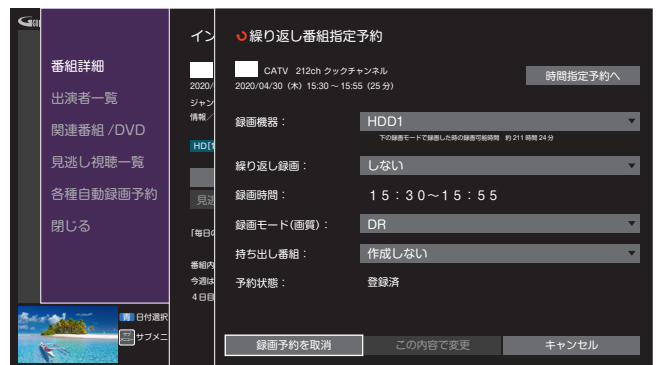 番組詳細
出演者一覧
関連番組 /DVD
見逃し視聴一覧
各種自動録画予約
閉じる
青 日付選択
サブメニ
イン
2020/
ジャン
情報／
HD[1
見逃
「毎日の
番組内
今週は
４日目
繰り返し番組指定予約
CATV 212ch クックチャンネル
2020/04/30（木）15:30～15:55（25 分）
時間指定予約へ
録画機器： HDD1
下の録画モードで録画した時の録画可能時間 約 211 時間 24 分
繰り返し録画： しない
録画時間： １５：３０～１５：５５
録画モード(画質)： DR
持ち出し番組： 作成しない
予約状態： 登録済
録画予約を取消 この内容で変更 キャンセル